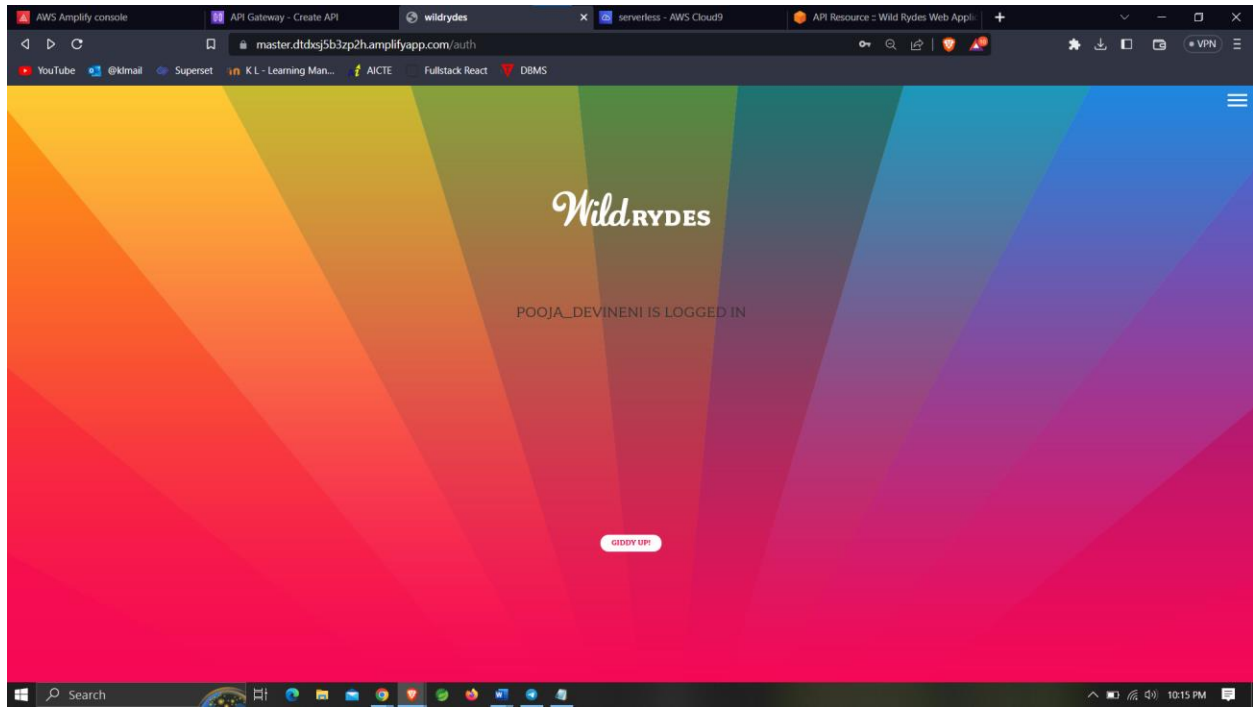 AWS Amplify console
API Gateway - Create API
wildrydes
serverless - AWS Cloud9
API Resource :: Wild Rydes Web Applic
master.dtdxsj5b3zp2h.amplifyapp.com/auth
VPN
YouTube
@klmail
Superset
K L - Learning Man...
AICTE
Fullstack React
DBMS
Wild RYDES
POOJA_DEVINENI IS LOGGED IN
GIDDY UP!
Search
10:15 PM